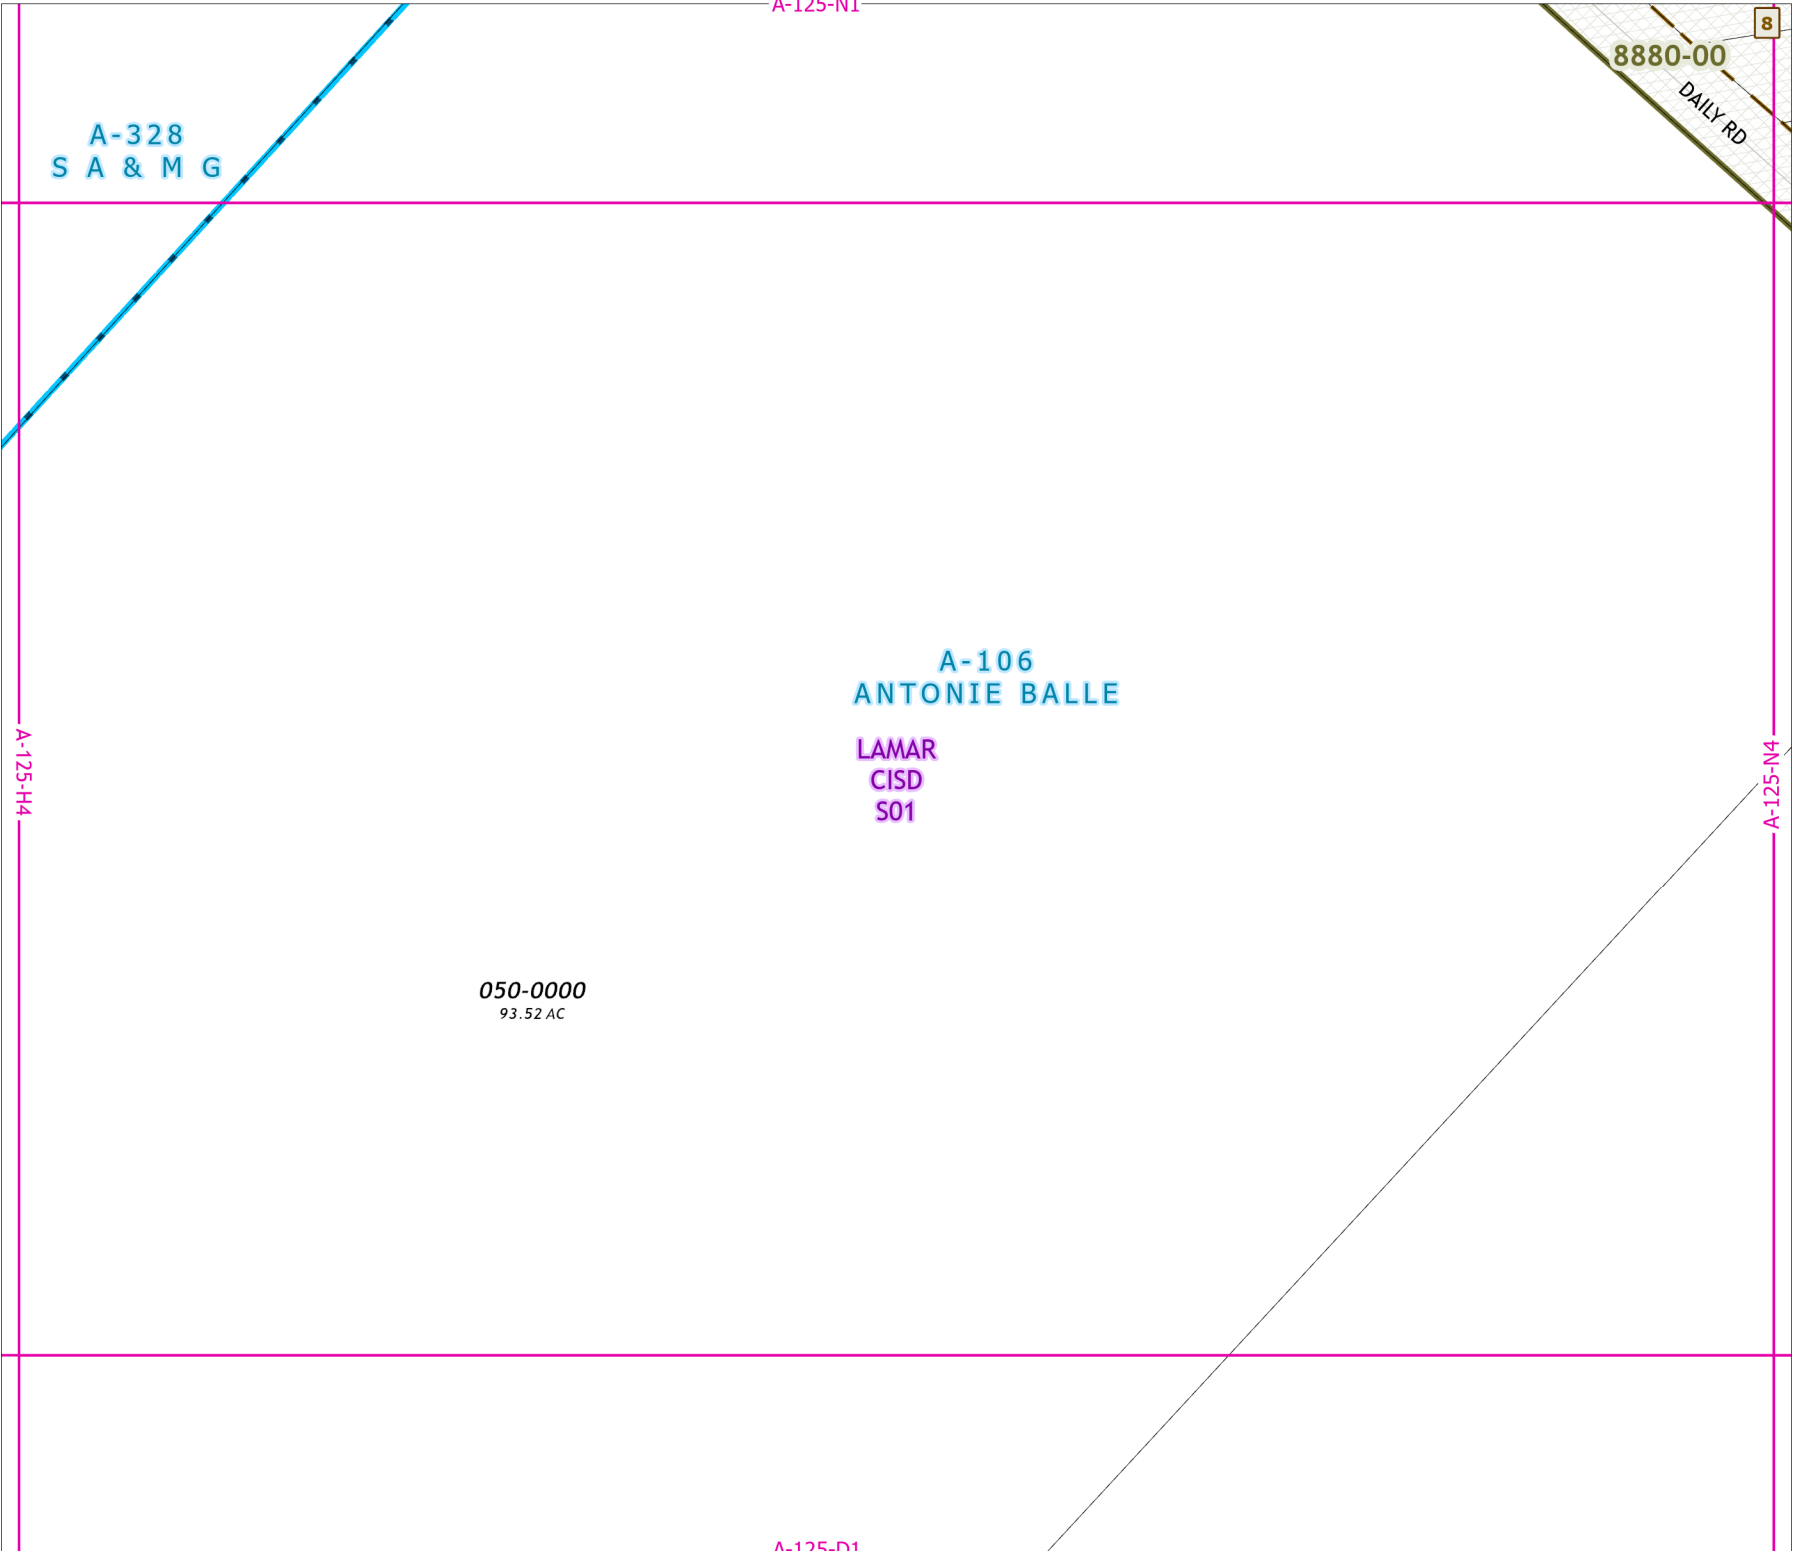 A-125-N1
8
8880-00
DAILY RD
A-328
S A & M G
A-106
ANTONIE BALLE
LAMAR
CISD
S01
A-125-H4
A-125-N4
050-0000
93.52 AC
A-125-D1